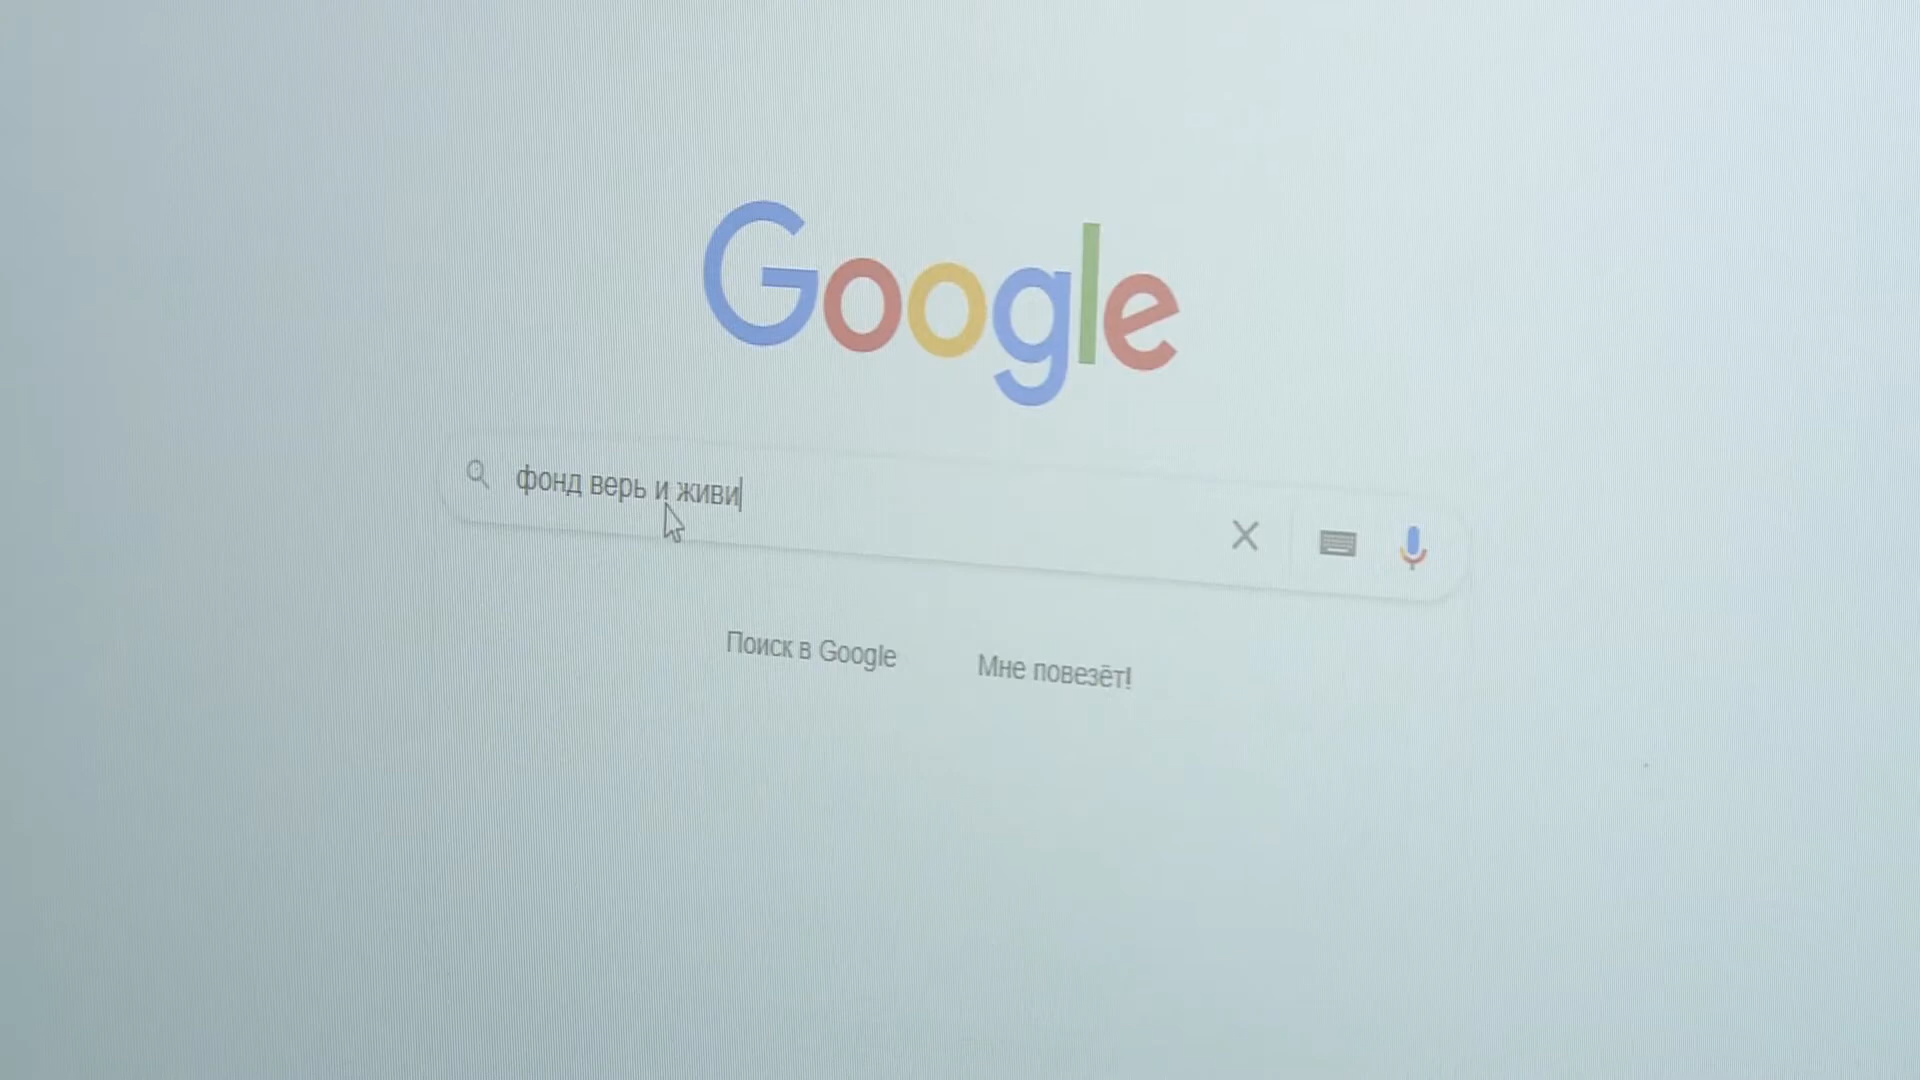 Google
фонд верь и живи
Поиск в Google
Мне повезёт!